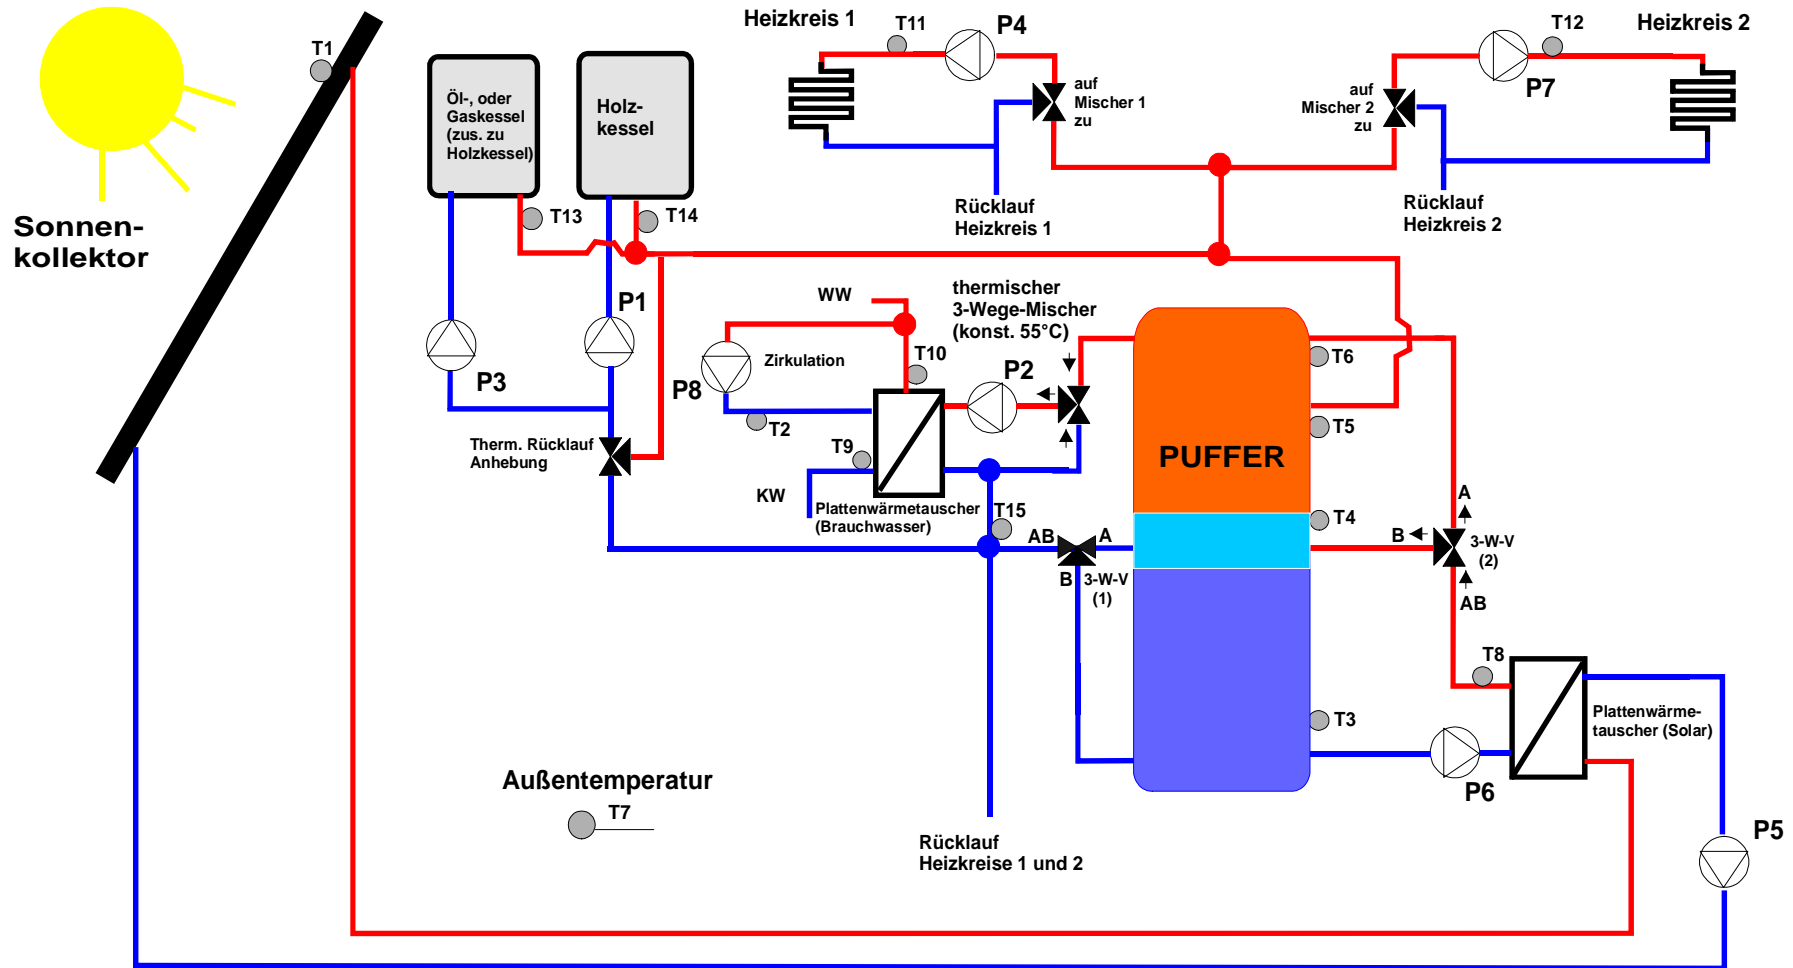 Heizkreis 1
T11
P4
T12
Heizkreis 2
T1
auf
Mischer 1
zu
P7
auf
Mischer 2
zu
Öl-, oder
Gaskessel
(zus. zu
Holzkessel)
Holz-
kessel
Sonnen-
kollektor
T13
T14
Rücklauf
Heizkreis 1
Rücklauf
Heizkreis 2
P1
WW
thermischer
3-Wege-Mischer
(konst. 55°C)
P3
Zirkulation
T10
P2
T6
P8
T2
T5
Therm. Rücklauf
Anhebung
T9
PUFFER
KW
Plattenwärmetauscher
(Brauchwasser)
T15
T4
A
AB
A
B
3-W-V
(2)
B
3-W-V
(1)
AB
T8
T3
Plattenwärme-
tauscher (Solar)
Außentemperatur
T7
P6
P5
Rücklauf
Heizkreise 1 und 2